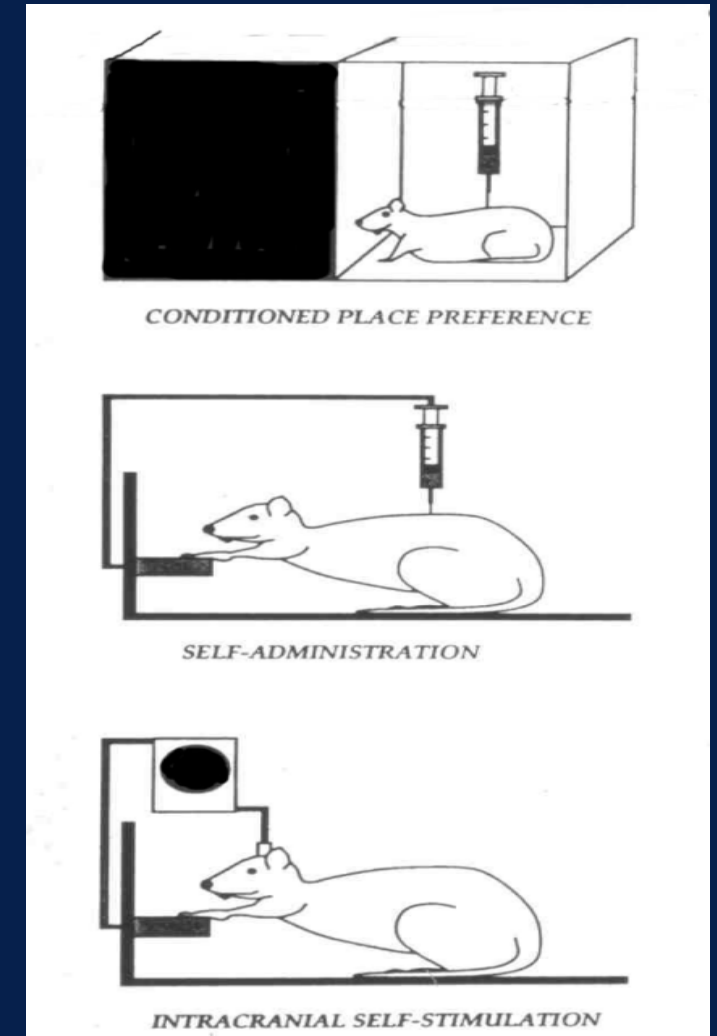 CONDITIONED PLACE PREFERENCE
SELF-ADMINISTRATION
INTRACRANIAL SELF-STIMULATION